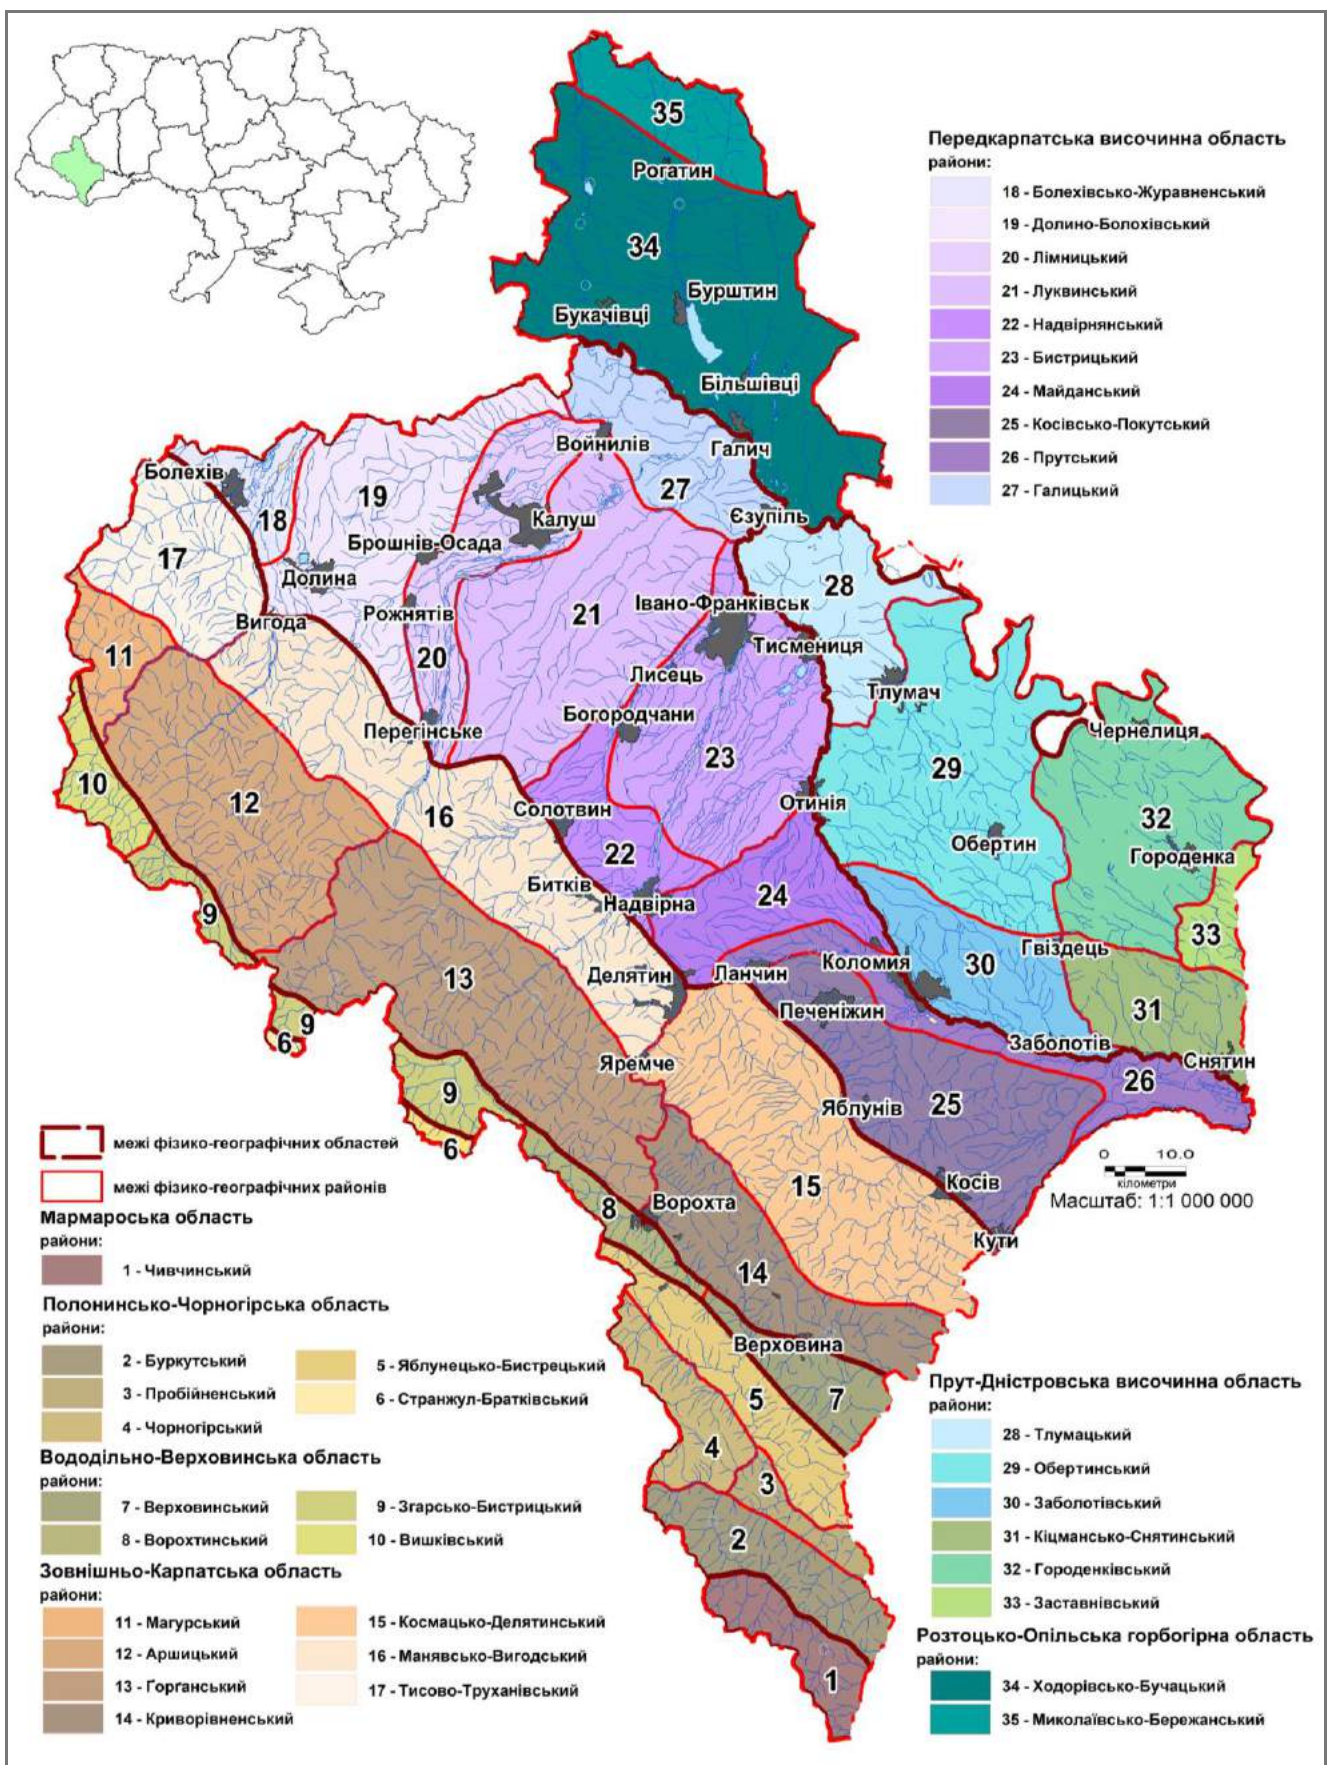 35
Рогатин
34
Бурштин
Букачівці
Більшівці
Войнилів
Галич
27
Єзупіль
Болехів
18
19
Калуш
Брошнів-Осада
Долина
17
Рожнятів
Вигода
20
21
28
Івано-Франківськ
Тисмениця
Лисець
Тлумач
Богородчани
Перегінське
11
10
12
16
23
29
Чернелиця
Солотвин
Отинія
32
Обертин
Городенка
22
Битків
Надвірна
24
9
33
Гвіздець
13
Делятин
Ланчин
Коломия
30
31
Печеніжин
9
6
Заболотів
Снятин
Яремче
26
9
Яблунів
25
6
15
Косів
8
Ворохта
Кути
14
Верховина
5
7
4
3
2
1
Передкарпатська височинна область
райони:
18 - Болехівсько-Журавненський
19 - Долино-Болохівський
20 - Лімницький
21 - Луквинський
22 - Надвірнянський
23 - Бистрицький
24 - Майданський
25 - Косівсько-Покутський
26 - Прутський
27 - Галицький
0 10.0
кілометри
Масштаб: 1:1 000 000
межі фізико-географічних областей
межі фізико-географічних районів
Мармароська область
райони:
1 - Чивчинський
Полонинсько-Чорногірська область
райони:
2 - Буркутський
3 - Пробійненський
4 - Чорногірський
5 - Яблунецько-Бистрецький
6 - Странжул-Братківський
Вододільно-Верховинська область
райони:
7 - Верховинський
8 - Ворохтинський
9 - Згарсько-Бистрицький
10 - Вишківський
Зовнішньо-Карпатська область
райони:
11 - Магурський
12 - Аршицький
13 - Горганський
14 - Криворівненський
15 - Космацько-Делятинський
16 - Манявсько-Вигодський
17 - Тисово-Труханівський
Прут-Дністровська височинна область
райони:
28 - Тлумацький
29 - Обертинський
30 - Заболотівський
31 - Кіцмансько-Снятинський
32 - Городенківський
33 - Заставнівський
Розтоцько-Опільська горбогірна область
райони:
34 - Ходорівсько-Бучацький
35 - Миколаївсько-Бережанський